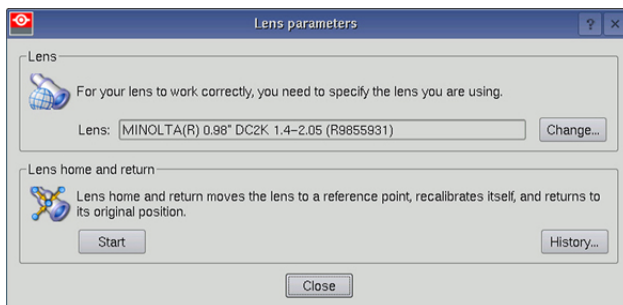 Lens parameters
? ×
Lens
For your lens to work correctly, you need to specify the lens you are using.
Lens: MINOLTA(R) 0.98" DC2K 1.4-2.05 (R9855931) Change...
Lens home and return
Lens home and return moves the lens to a reference point, recalibrates itself, and returns to
its original position.
Start History...
Close